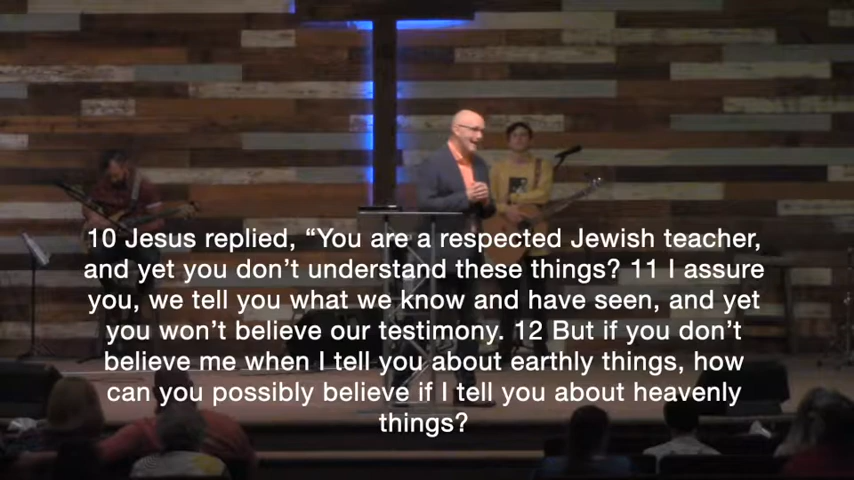 10 Jesus replied, “You are a respected Jewish teacher,
and yet you don’t understand these things? 11 I assure
you, we tell you what we know and have seen, and yet
you won’t believe our testimony. 12 But if you don’t
believe me when I tell you about earthly things, how
can you possibly believe if I tell you about heavenly
things?